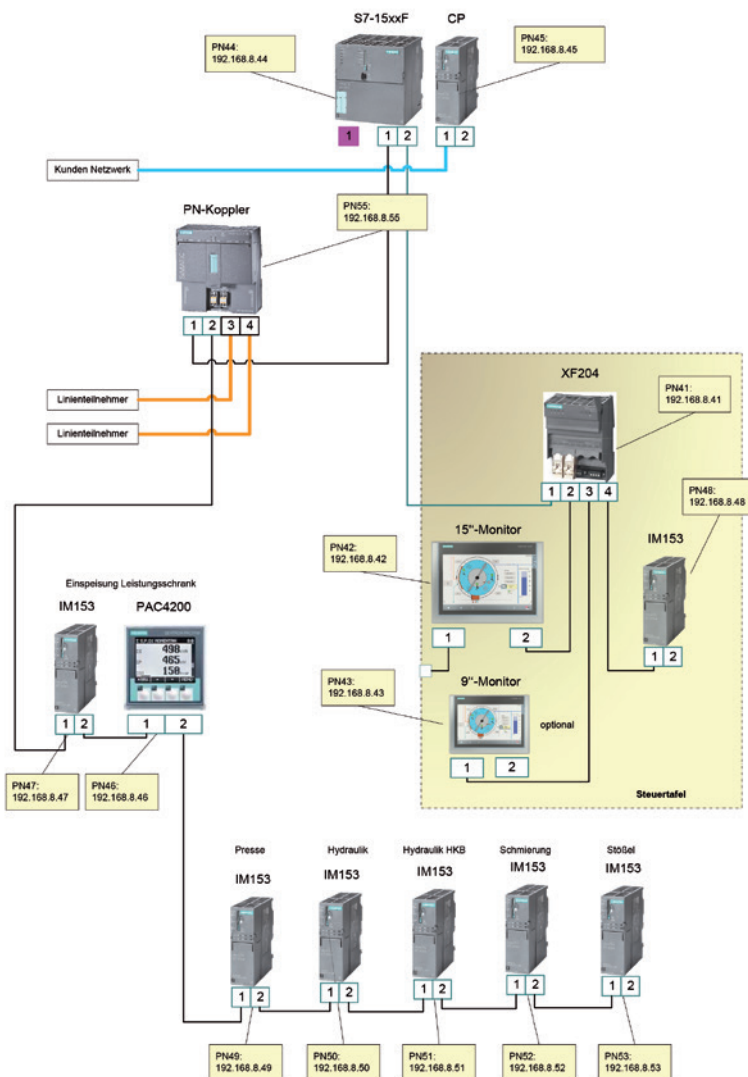 S7-15xxF
CP
PN44:
192.168.8.44
PN45:
192.168.8.45
1
1 2
1 2
Kunden Netzwerk
PN-Koppler
PN55:
192.168.8.55
1 2 3 4
Linienteilnehmer
Linienteilnehmer
XF204
PN41:
192.168.8.41
1 2 3 4
PN48:
192.168.8.48
15"-Monitor
IM153
PN42:
192.168.8.42
1 2
1 2
9"-Monitor
PN43:
192.168.8.43
optional
1 2
Steuertafel
Einspeisung Leistungsschrank
IM153
PAC4200
498
465
158
1 2
1 2
PN47:
192.168.8.47
PN46:
192.168.8.46
Presse
IM153
Hydraulik
IM153
Hydraulik HKB
IM153
Schmierung
IM153
Stößel
IM153
1 2
1 2
1 2
1 2
1 2
PN49:
192.168.8.49
PN50:
192.168.8.50
PN51:
192.168.8.51
PN52:
192.168.8.52
PN53:
192.168.8.53